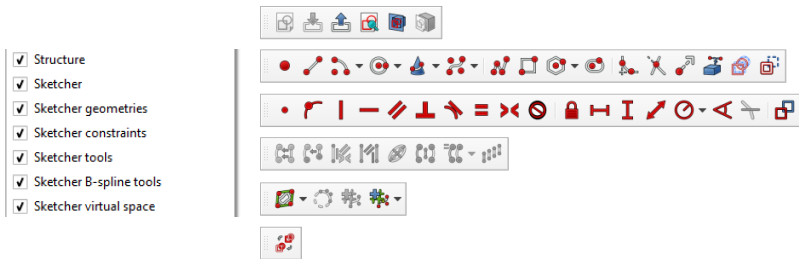 Structure
Sketcher
Sketcher geometries
Sketcher constraints
Sketcher tools
Sketcher B-spline tools
Sketcher virtual space